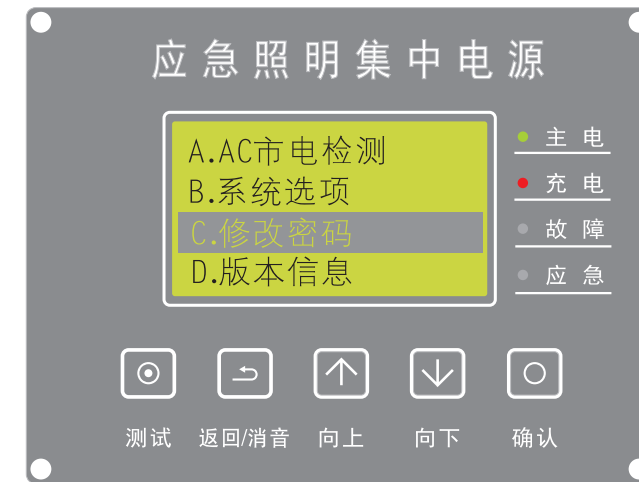 应急照明集中电源
A.AC市电检测
B.系统选项
C.修改密码
D.版本信息
主电
充电
故障
应急
测试 返回/消音 向上 向下 确认